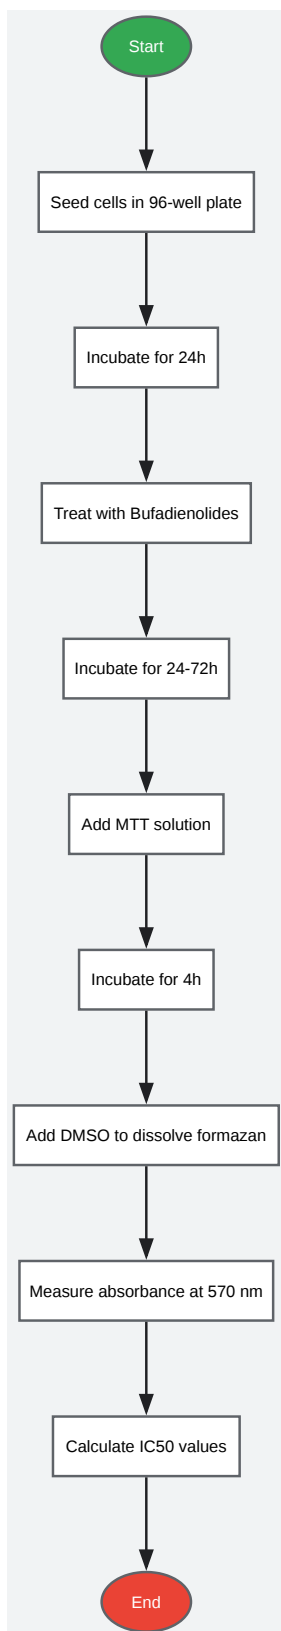 Start
Seed cells in 96-well plate
Incubate for 24h
Treat with Bufadienolides
Incubate for 24-72h
Add MTT solution
Incubate for 4h
Add DMSO to dissolve formazan
Measure absorbance at 570 nm
Calculate IC50 values
End